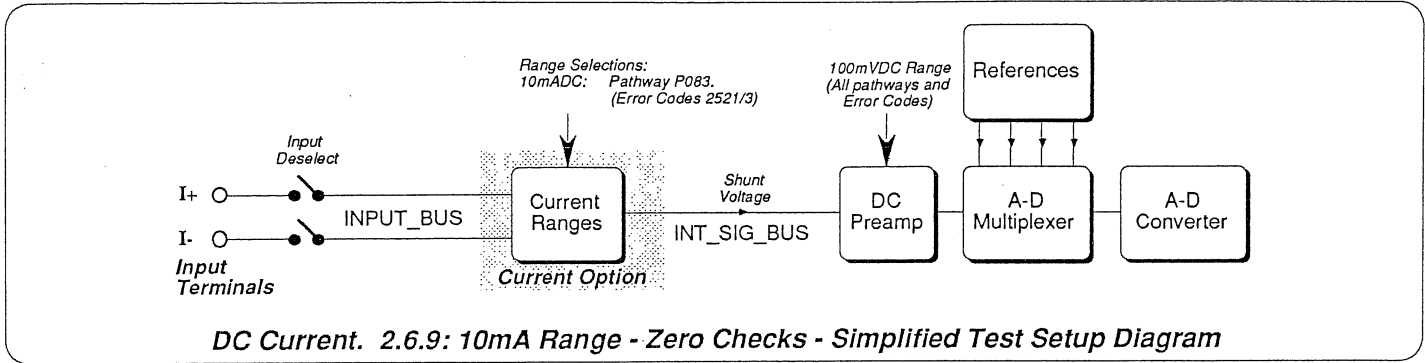 Range Selections:
10mADC: Pathway P083.
(Error Codes 2521/3)
100mVDC Range
(All pathways and
Error Codes)
References
Input
Deselect
I+
I-
INPUT_BUS
Input
Terminals
Current
Ranges
Current Option
Shunt
Voltage
INT_SIG_BUS
DC
Preamp
A-D
Multiplexer
A-D
Converter
DC Current. 2.6.9: 10mA Range - Zero Checks - Simplified Test Setup Diagram